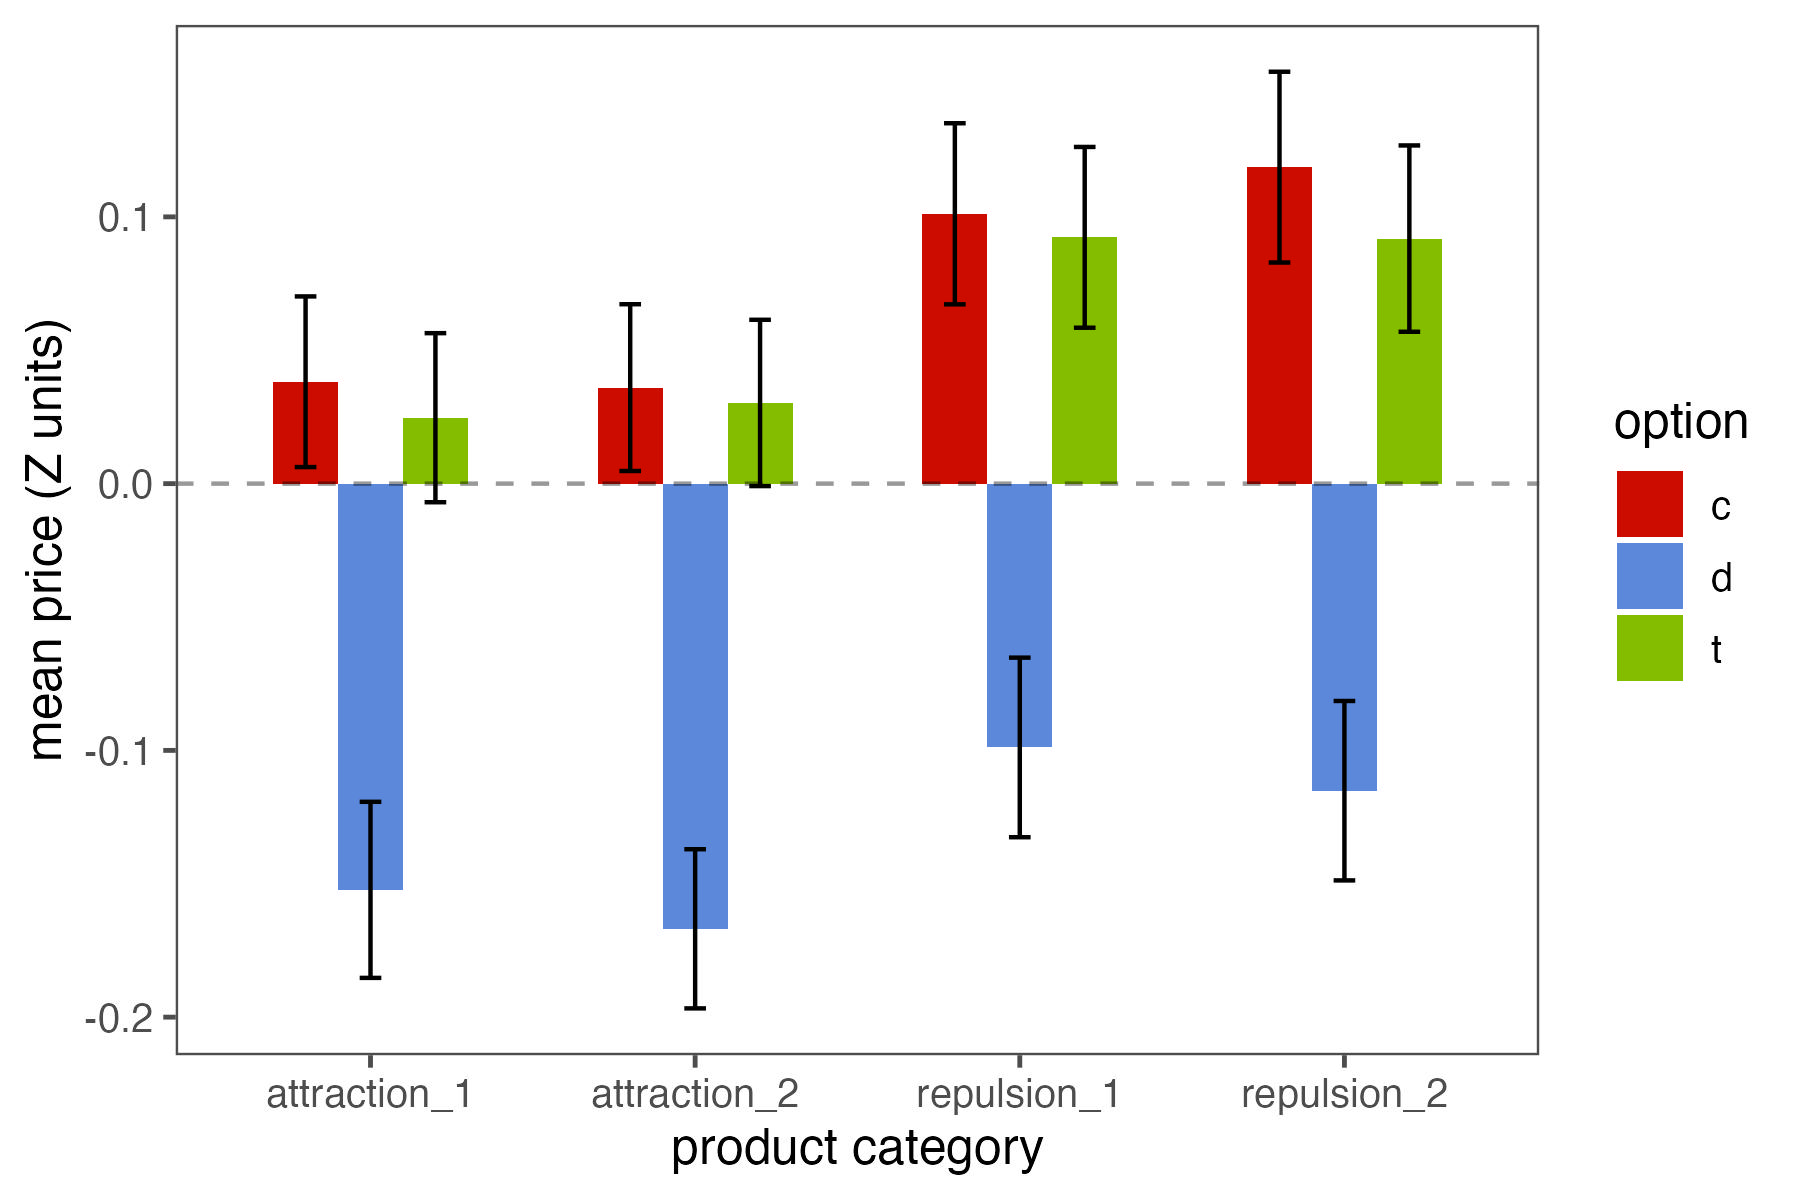 mean price (Z units)
0.1
0.0
-0.1
-0.2
attraction_1
attraction_2
repulsion_1
repulsion_2
product category
option
c
d
t